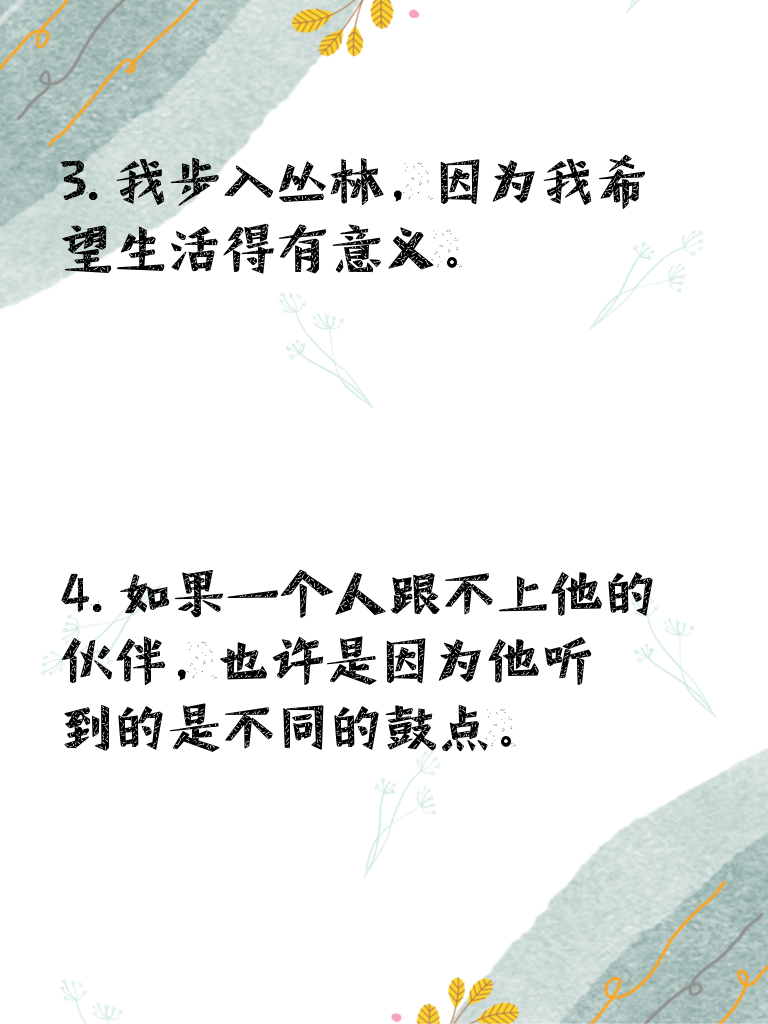 3. 我步入丛林，因为我希
望生活得有意义。
4. 如果一个人跟不上他的
伙伴，也许是因为他听
到的是不同的鼓点。